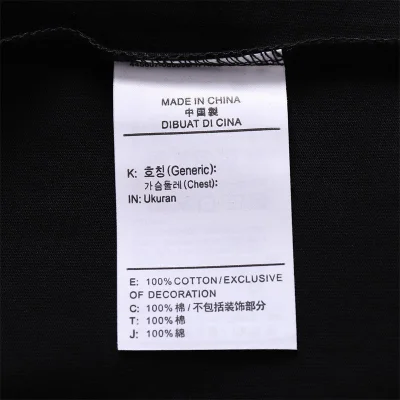 MADE IN CHINA
中国製
DIBUAT DI CINA
K: 호칭(Generic):
가슴둘레(Chest):
IN: Ukuran
E: 100% COTTON/EXCLUSIVE
OF DECORATION
C: 100% 棉/不包括装饰部分
T: 100% 棉
J: 100% 綿